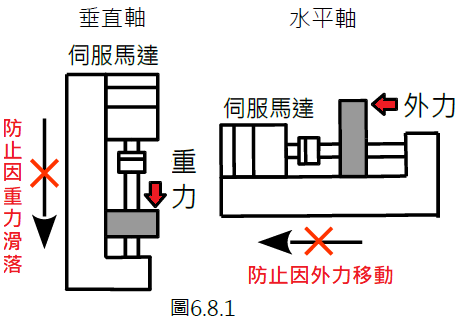 垂直軸
水平軸
伺服馬達
伺服馬達
外力
重力
防止因重力滑落
防止因外力移動
圖6.8.1